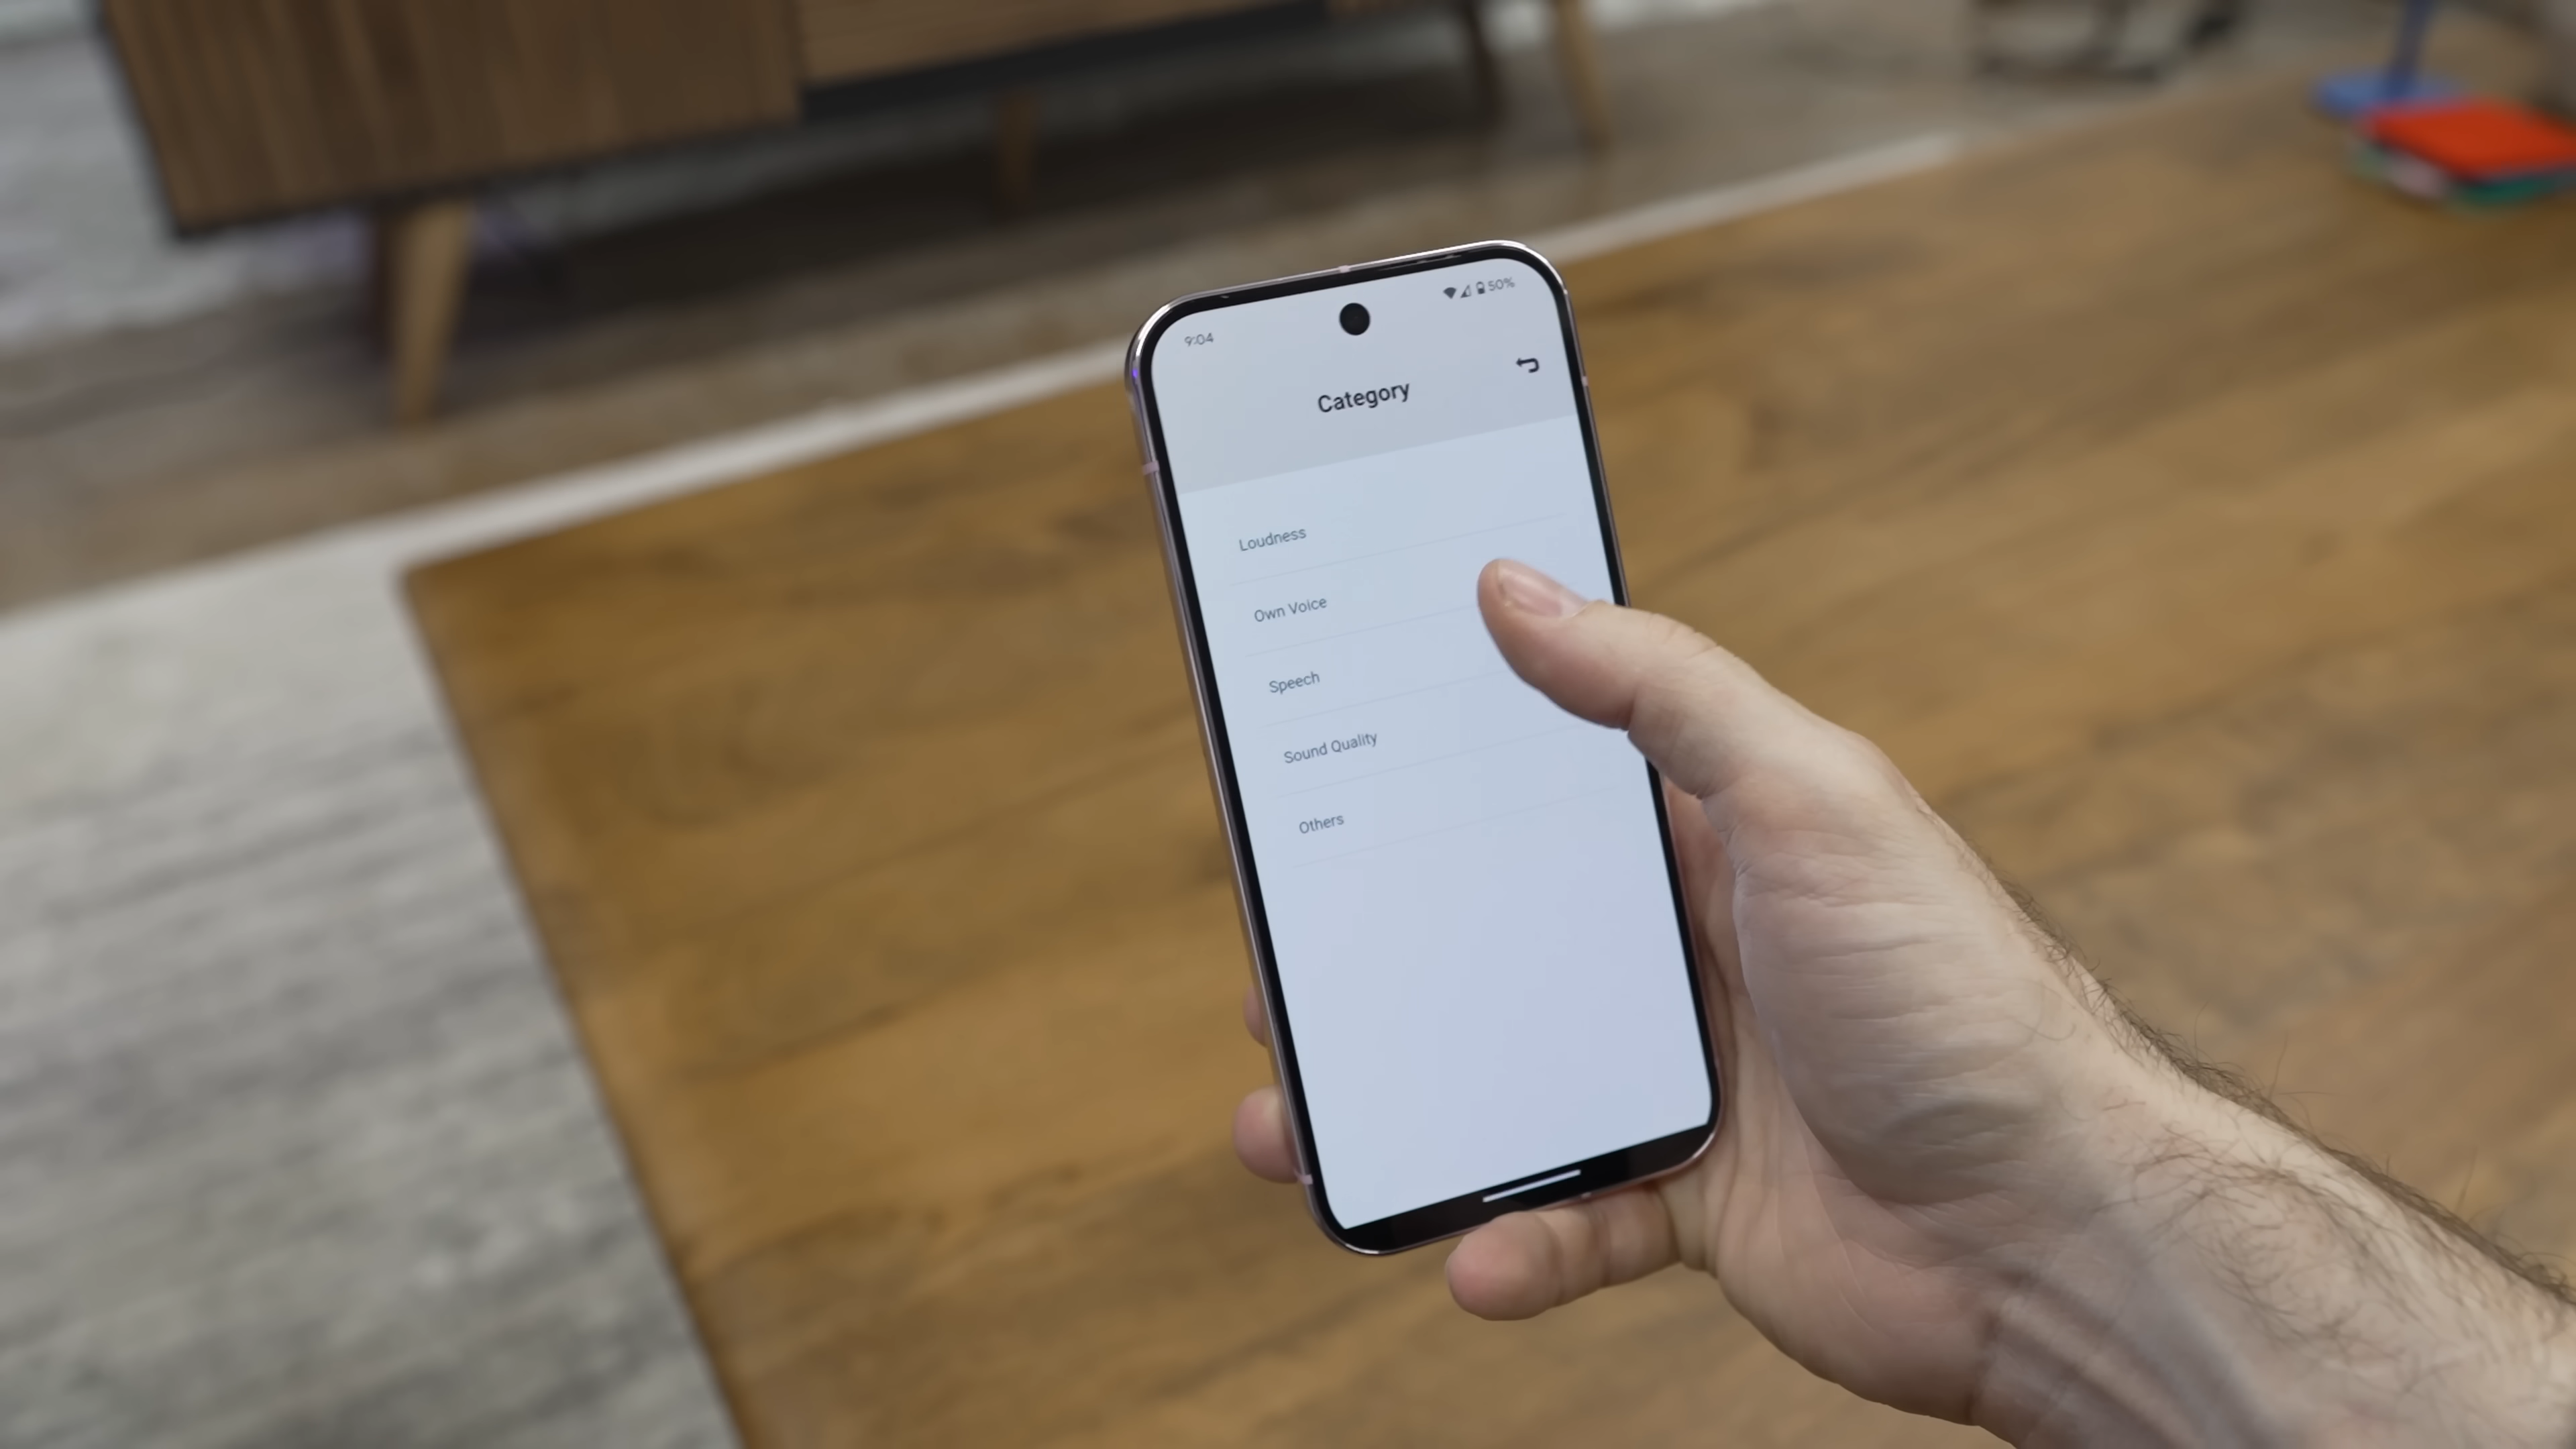 9:04
50%
Category
Loudness
Own Voice
Speech
Sound Quality
Others